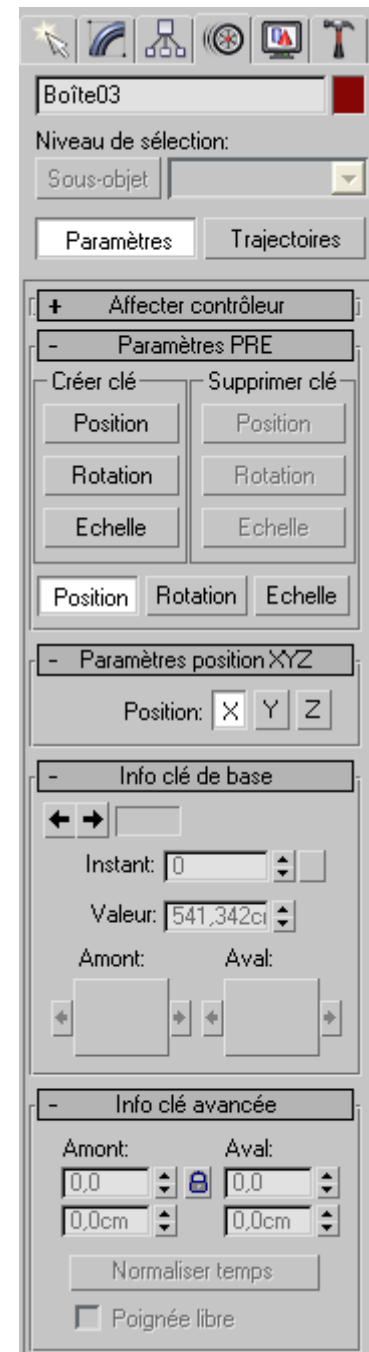 Boîte03
Niveau de sélection:
Sous-objet
Paramètres Trajectoires
+ Affecter contrôleur
- Paramètres PRE
Créer clé Supprimer clé
Position Position
Rotation Rotation
Echelle Echelle
Position Rotation Echelle
- Paramètres position XYZ
Position: X Y Z
- Info clé de base
Instant: 0
Valeur: 541,342c
Amont: Aval:
- Info clé avancée
Amont: Aval:
0,0 0,0
0,0cm 0,0cm
Normaliser temps
Poignée libre